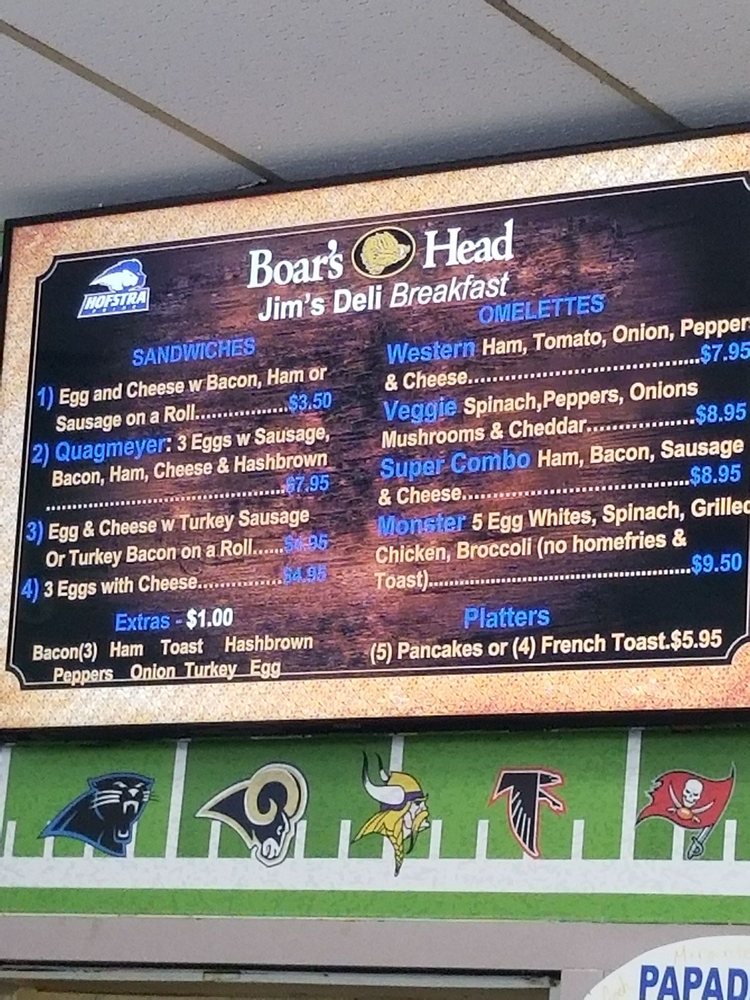 HOFSTRA
PRIDE
Boar's Head
Jim's Deli Breakfast
SANDWICHES
1) Egg and Cheese w Bacon, Ham or
Sausage on a Roll.................$3.50
2) Quagmeyer: 3 Eggs w Sausage,
Bacon, Ham, Cheese & Hashbrown
............................................$7.95
3) Egg & Cheese w Turkey Sausage
Or Turkey Bacon on a Roll......$4.95
4) 3 Eggs with Cheese................$4.95
Extras - $1.00
Bacon(3) Ham Toast Hashbrown
Peppers Onion Turkey Egg
OMELETTES
Western Ham, Tomato, Onion, Pepper
& Cheese...........................................$7.95
Veggie Spinach,Peppers, Onions
Mushrooms & Cheddar....................$8.95
Super Combo Ham, Bacon, Sausage
& Cheese..........................................$8.95
Monster 5 Egg Whites, Spinach, Grilled
Chicken, Broccoli (no homefries &
Toast)................................................$9.50
Platters
(5) Pancakes or (4) French Toast.$5.95
PAPAD